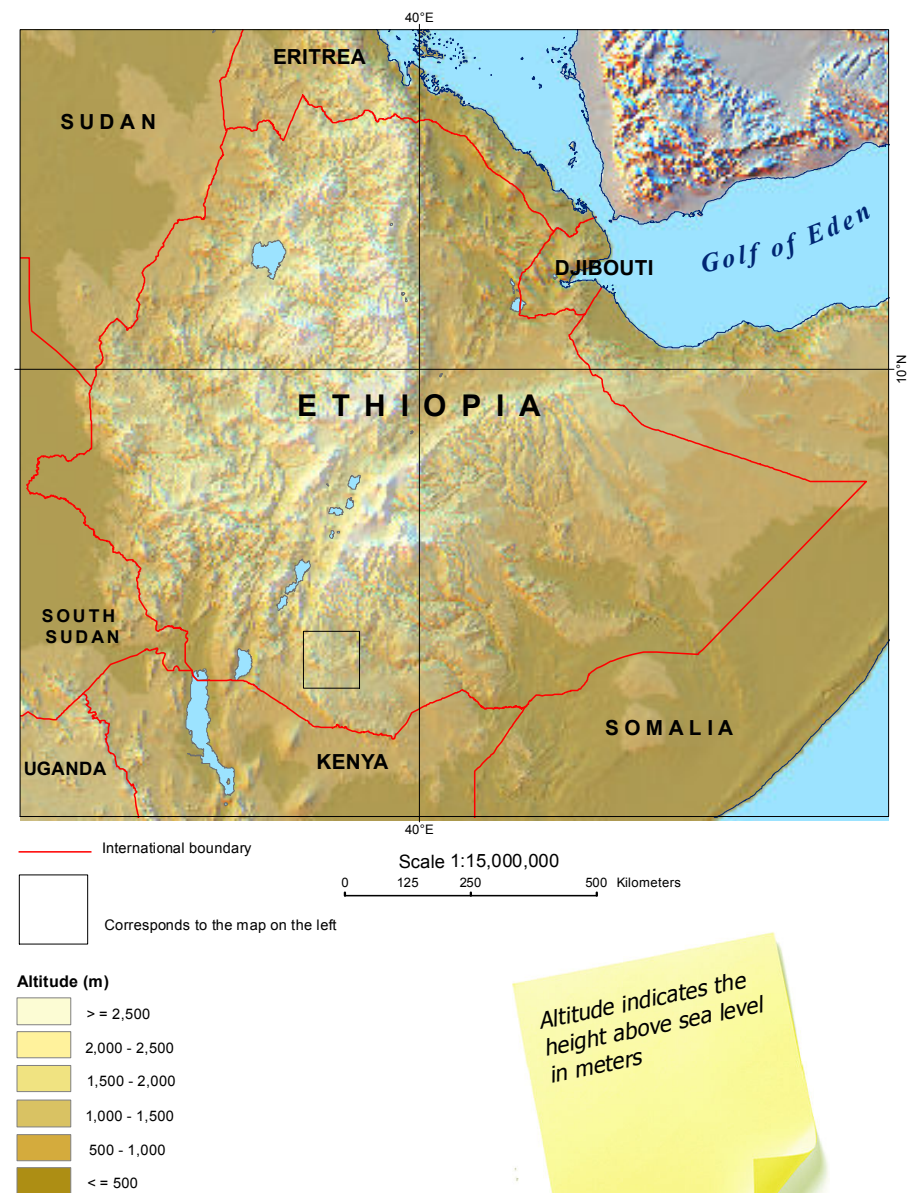 40°E
ERITREA
SUDAN
Golf of Eden
DJIBOUTI
10°N
ETHIOPIA
SOUTH
SUDAN
SOMALIA
UGANDA
KENYA
40°E
International boundary
Scale 1:15,000,000
0 125 250 500 Kilometers
Corresponds to the map on the left
Altitude (m)
> = 2,500
2,000 - 2,500
1,500 - 2,000
1,000 - 1,500
500 - 1,000
< = 500
Altitude indicates the
height above sea level
in meters